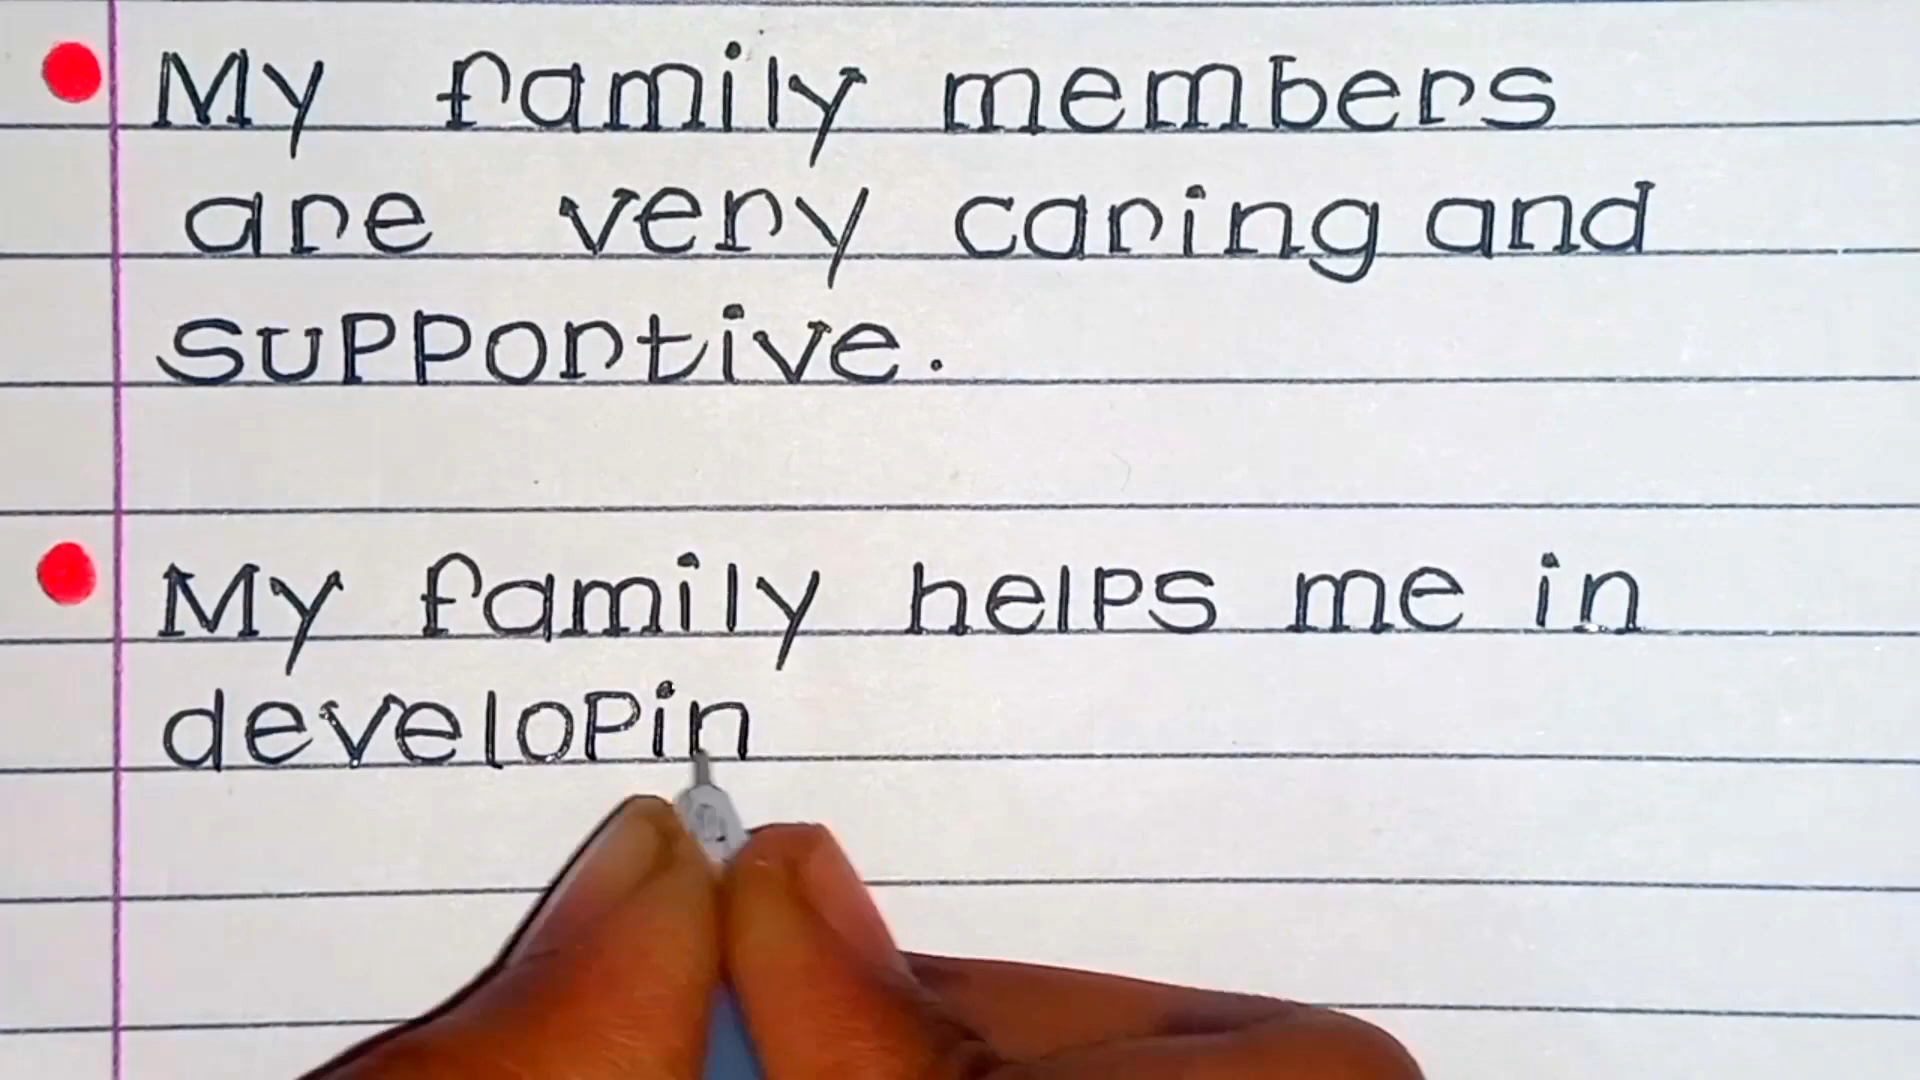 My family members
are very caring and
supportive.
My family helps me in
developin